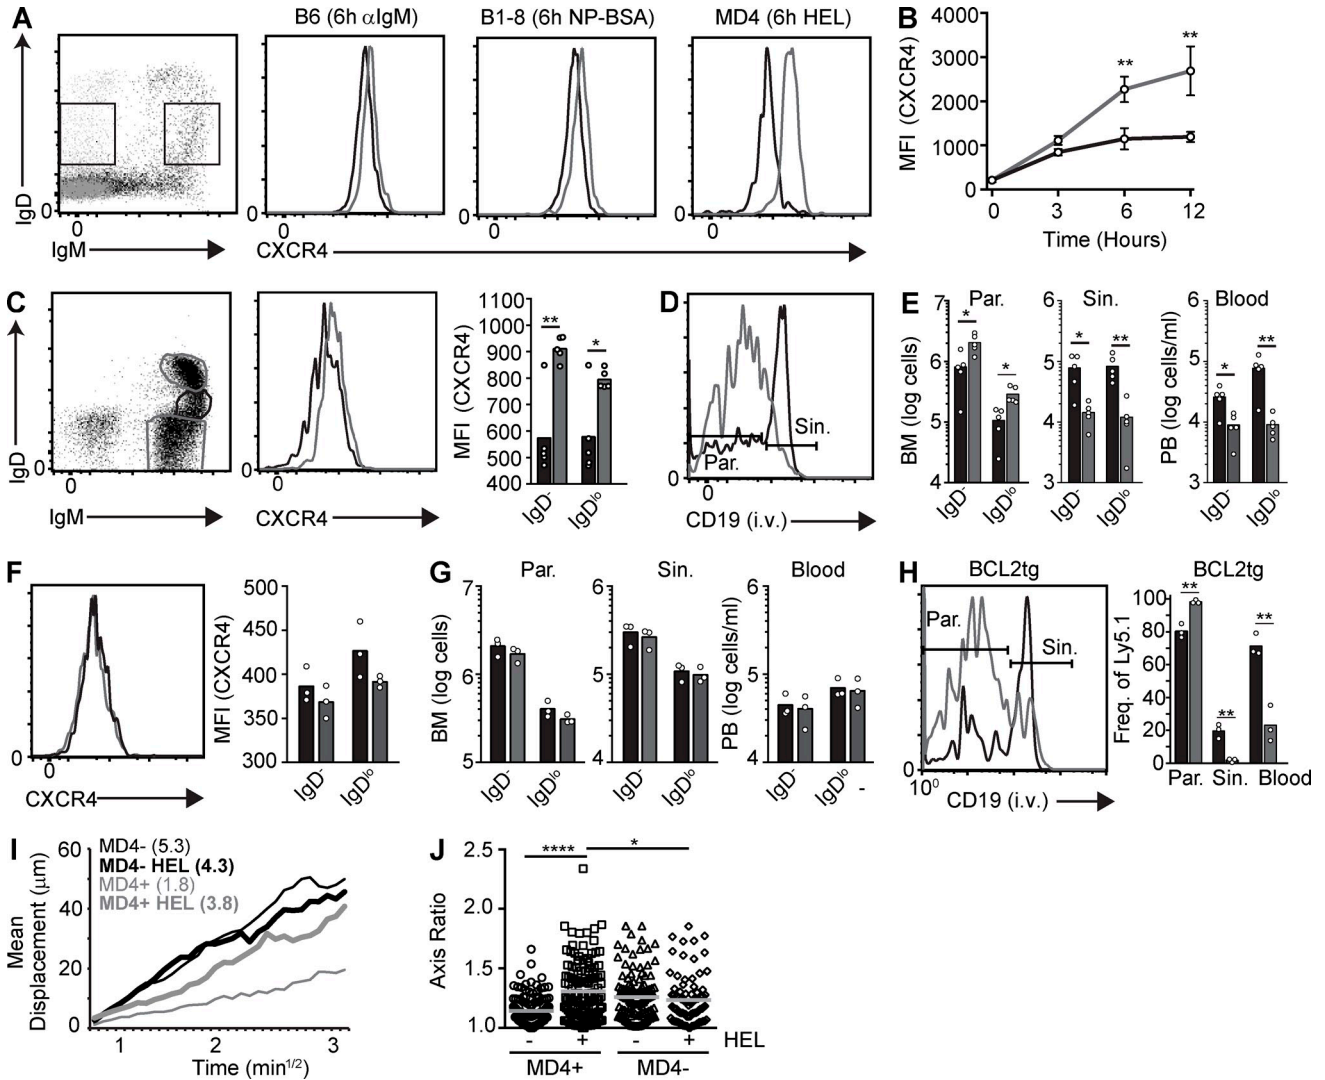 A
B6 (6h αIgM)
B1-8 (6h NP-BSA)
MD4 (6h HEL)
IgD
0
0
IgM
0
0
0
CXCR4
B
4000
3000
2000
1000
0
MFI (CXCR4)
**
**
0 3 6 12
Time (Hours)
C
IgD
0
0
IgM
0
CXCR4
1100
1000
900
800
700
600
500
400
MFI (CXCR4)
**
*
IgD-
IgDlo
D
Par.
Sin.
0
0
CD19 (i.v.)
E
Par.
Sin.
Blood
BM (log cells)
7
6
5
4
*
*
IgD-
IgDlo
6
5
4
3
*
**
IgD-
IgDlo
PB (log cells/ml)
6
5
4
3
*
**
IgD-
IgDlo
F
0
0
CXCR4
500
450
400
350
300
MFI (CXCR4)
IgD-
IgDlo
G
Par.
Sin.
Blood
BM (log cells)
7
6
5
IgD-
IgDlo
6
5
4
IgD-
IgDlo
PB (log cells/ml)
6
5
4
IgD-
IgDlo
-
H
BCL2tg
Par.
Sin.
0
10⁰
CD19 (i.v.)
BCL2tg
Freq. of Ly5.1
100
80
60
40
20
0
**
**
**
Par. Sin. Blood
I
MD4- (5.3)
MD4- HEL (4.3)
MD4+ (1.8)
MD4+ HEL (3.8)
Mean
Displacement (μm)
60
40
20
0
1 2 3
Time (min1/2)
J
2.5
2.0
1.5
1.0
Axis Ratio
****
*
- + - + HEL
MD4+ MD4-